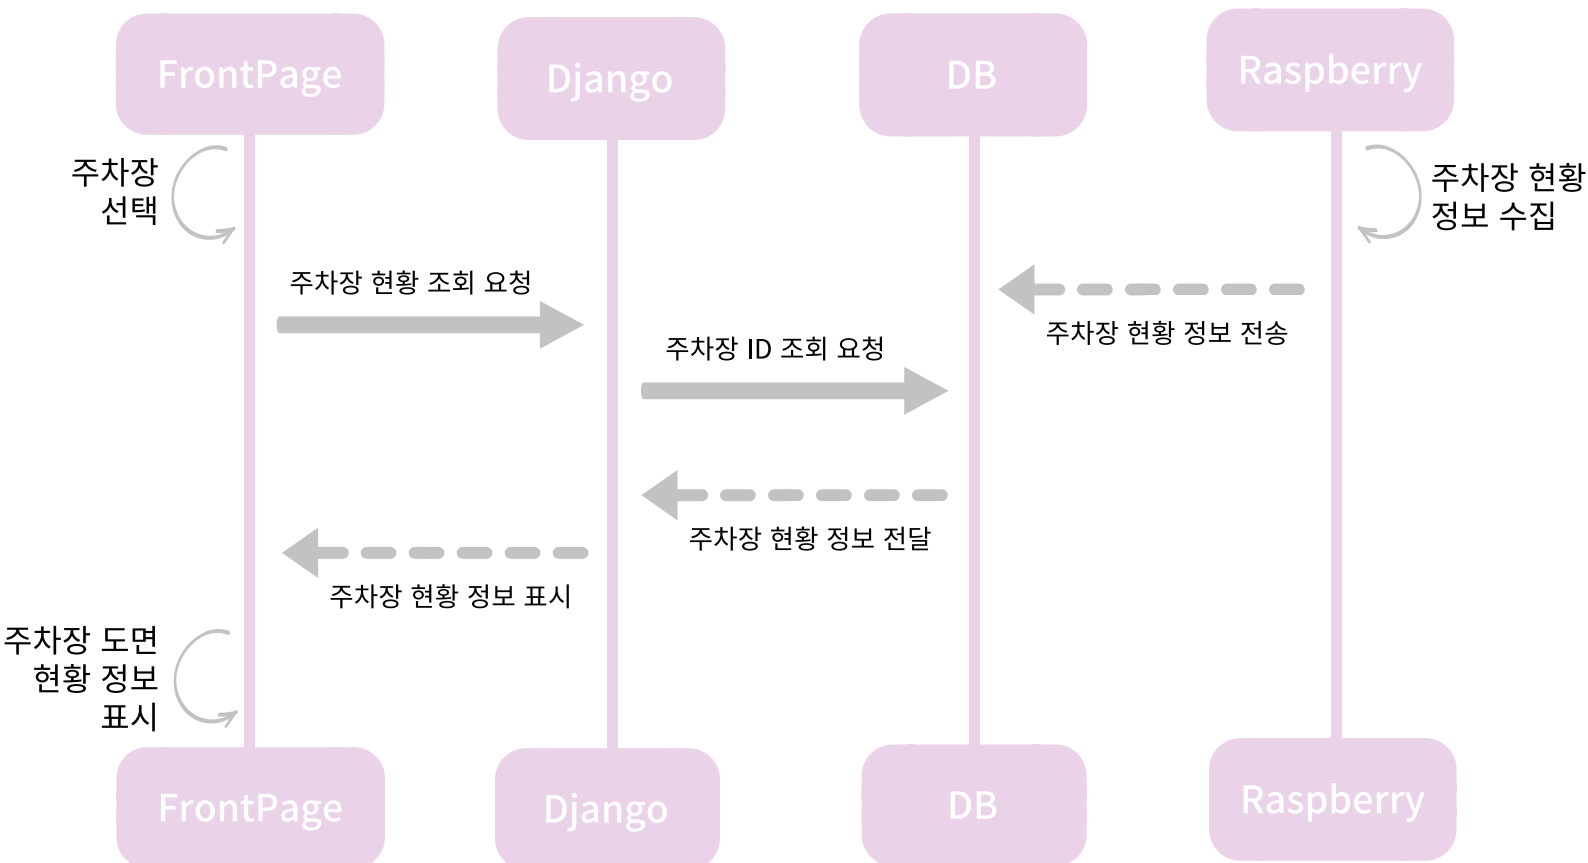 FrontPage
Django
DB
Raspberry
주차장
선택
주차장 현황
정보 수집
주차장 현황 조회 요청
주차장 현황 정보 전송
주차장 ID 조회 요청
주차장 현황 정보 전달
주차장 현황 정보 표시
주차장 도면
현황 정보
표시
FrontPage
Django
DB
Raspberry